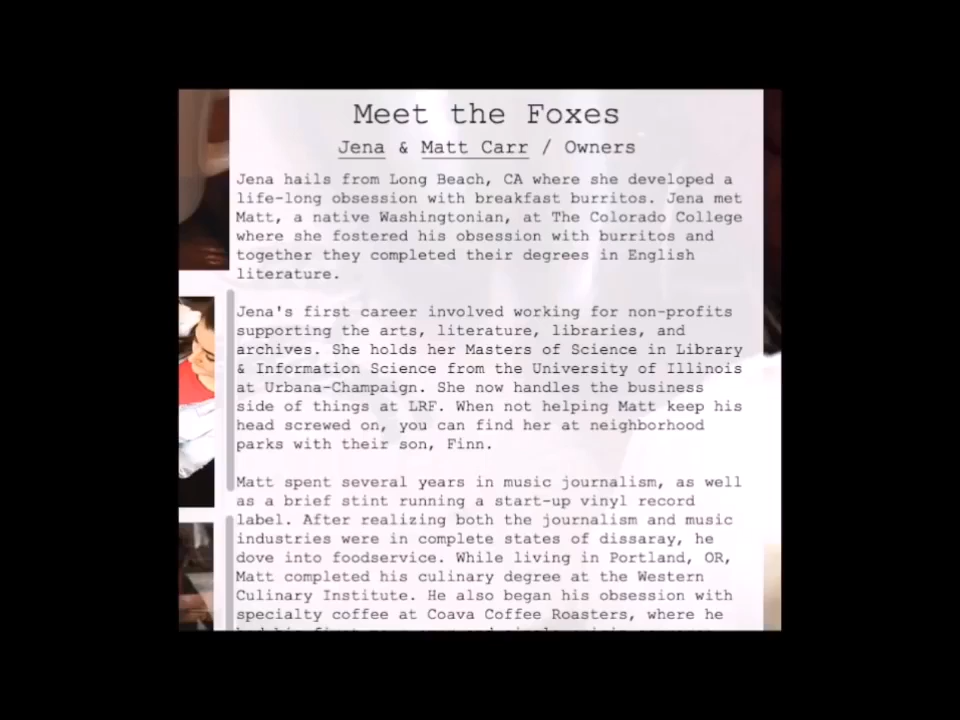 Meet the Foxes
Jena & Matt Carr / Owners
Jena hails from Long Beach, CA where she developed a
life-long obsession with breakfast burritos. Jena met
Matt, a native Washingtonian, at The Colorado College
where she fostered his obsession with burritos and
together they completed their degrees in English
literature.
Jena's first career involved working for non-profits
supporting the arts, literature, libraries, and
archives. She holds her Masters of Science in Library
& Information Science from the University of Illinois
at Urbana-Champaign. She now handles the business
side of things at LRF. When not helping Matt keep his
head screwed on, you can find her at neighborhood
parks with their son, Finn.
Matt spent several years in music journalism, as well
as a brief stint running a start-up vinyl record
label. After realizing both the journalism and music
industries were in complete states of dissaray, he
dove into foodservice. While living in Portland, OR,
Matt completed his culinary degree at the Western
Culinary Institute. He also began his obsession with
specialty coffee at Coava Coffee Roasters, where he